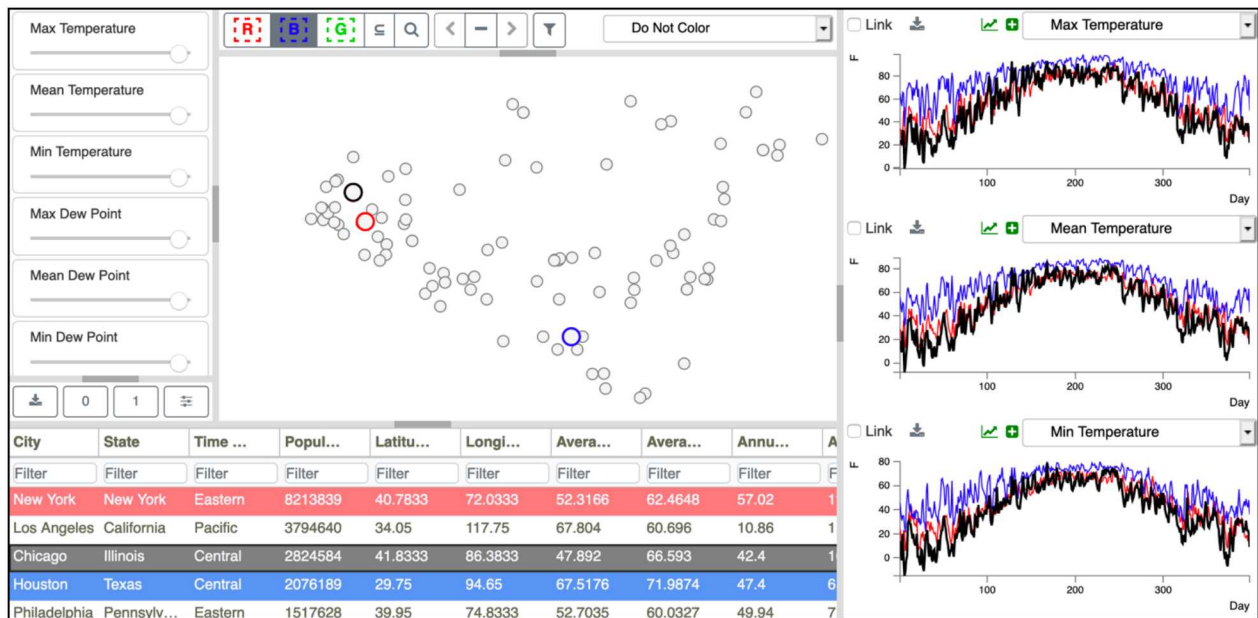 Max Temperature
Mean Temperature
Min Temperature
Max Dew Point
Mean Dew Point
Min Dew Point
0 1
R B G ⊆
Do Not Color
Link Max Temperature
F
80
60
40
20
0
100 200 300
Day
Link Mean Temperature
F
80
60
40
20
0
100 200 300
Day
Link Min Temperature
F
80
60
40
20
0
100 200 300
Day
City State Time ... Popul... Latitu... Longi... Avera... Avera... Annu... A
Filter Filter Filter Filter Filter Filter Filter Filter Filter F
New York New York Eastern 8213839 40.7833 72.0333 52.3166 62.4648 57.02 1
Los Angeles California Pacific 3794640 34.05 117.75 67.804 60.696 10.86 1
Chicago Illinois Central 2824584 41.8333 86.3833 47.892 66.593 42.4 1
Houston Texas Central 2076189 29.75 94.65 67.5176 71.9874 47.4 6
Philadelphia Pennsylv... Eastern 1517628 39.95 74.8333 52.7035 60.0327 49.94 7